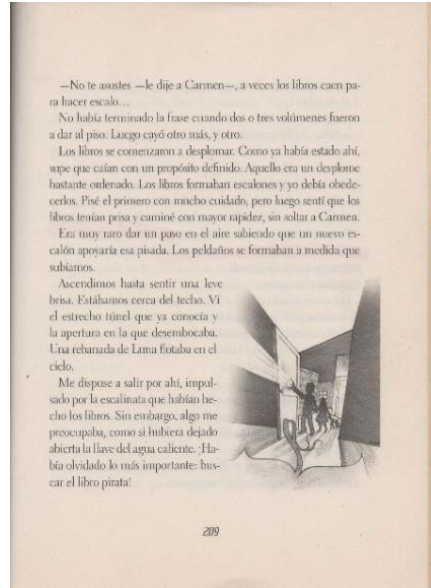 —No te asustes —le dije a Carmen—, a veces los libros caen pa-
ra hacer escalo…
No había terminado la frase cuando dos o tres volúmenes fueron
a dar al piso. Luego cayó otro más, y otro.
Los libros se comenzaron a desplomar. Como ya había estado ahí,
supe que caían con un propósito definido. Aquello era un desplome
bastante ordenado. Los libros formaban escalones y yo debía obede-
cerlos. Pisé el primero con mucho cuidado, pero luego sentí que los
libros tenían prisa y caminé con mayor rapidez, sin soltar a Carmen.
Era muy raro dar un paso en el aire sabiendo que un nuevo es-
calón apoyaría esa pisada. Los peldaños se formaban a medida que
subíamos.
Ascendimos hasta sentir una leve
brisa. Estábamos cerca del techo. Vi
el estrecho túnel que ya conocía y
la apertura en la que desembocaba.
Una rebanada de Luna flotaba en el
cielo.
Me dispuse a salir por ahí, impul-
sado por la escalinata que habían he-
cho los libros. Sin embargo, algo me
preocupaba, como si hubiera dejado
abierta la llave del agua caliente. ¡Ha-
bía olvidado lo más importante: bus-
car el libro pirata!
209